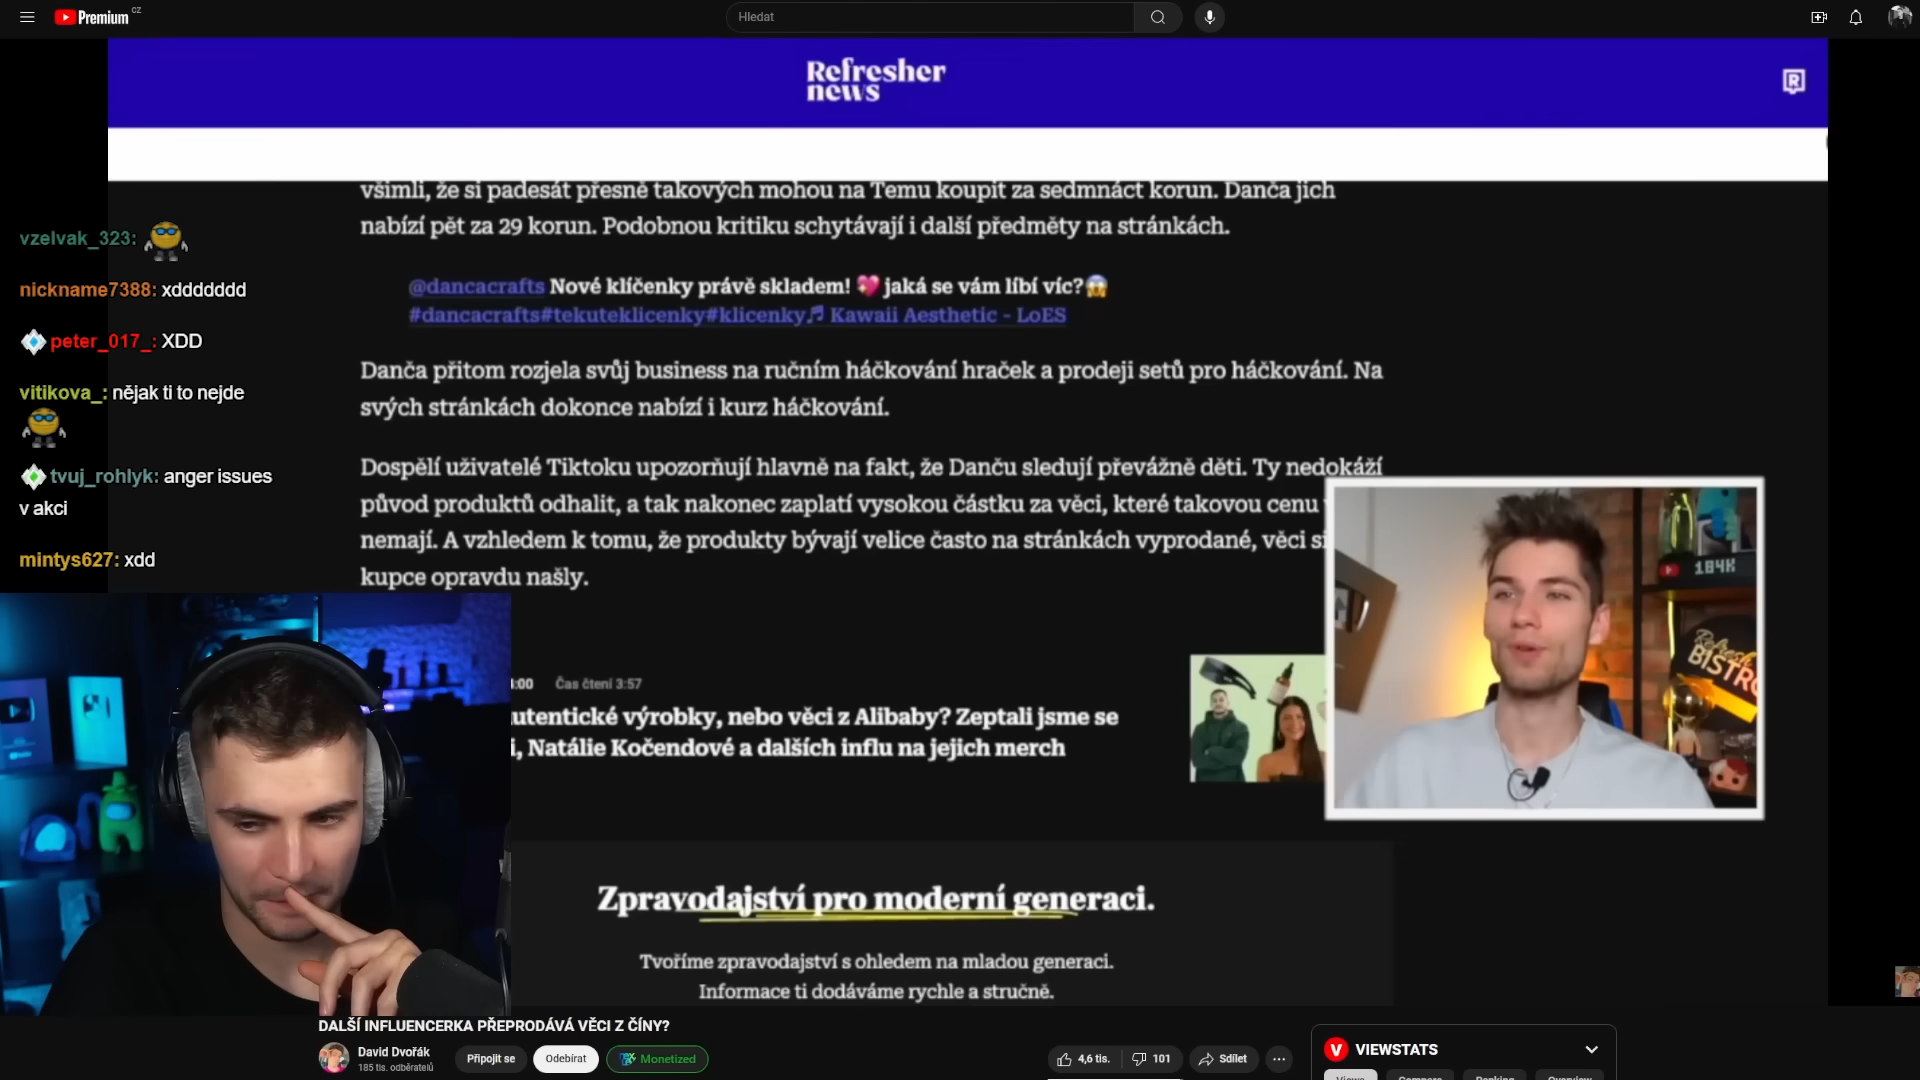 Premium CZ
Hledat
Refresher
news
všimli, že si padesát přesně takových mohou na Temu koupit za sedmnáct korun. Danča jich
nabízí pět za 29 korun. Podobnou kritiku schytávají i další předměty na stránkách.
@dancacrafts Nové klíčenky právě skladem! 💖 jaká se vám líbí víc?😱
#dancacrafts#tekuteklicenky#klicenky♬ Kawaii Aesthetic - LoES
Danča přitom rozjela svůj business na ručním háčkování hraček a prodeji setů pro háčkování. Na
svých stránkách dokonce nabízí i kurz háčkování.
Dospělí uživatelé Tiktoku upozorňují hlavně na fakt, že Danču sledují převážně děti. Ty nedokáží
původ produktů odhalit, a tak nakonec zaplatí vysokou částku za věci, které takovou cenu
nemají. A vzhledem k tomu, že produkty bývají velice často na stránkách vyprodané, věci si
kupce opravdu našly.
vzelvak_323:
nickname7388: xddddddd
peter_017_: XDD
vitikova_: nějak ti to nejde
tvuj_rohlyk: anger issues
v akci
mintys627: xdd
184K
Refresh
BISTRO
:00 Čas čtení 3:57
utentické výrobky, nebo věci z Alibaby? Zeptali jsme se
i, Natálie Kočendové a dalších influ na jejich merch
Zpravodajství pro moderní generaci.
Tvoříme zpravodajství s ohledem na mladou generaci.
Informace ti dodáváme rychle a stručně.
DALŠÍ INFLUENCERKA PŘEPRODÁVÁ VĚCI Z ČÍNY?
David Dvořák
185 tis. odběratelů
Připojit se
Odebírat
Monetized
4,6 tis.
101
Sdílet
VIEWSTATS
Views Compare Ranking Overview